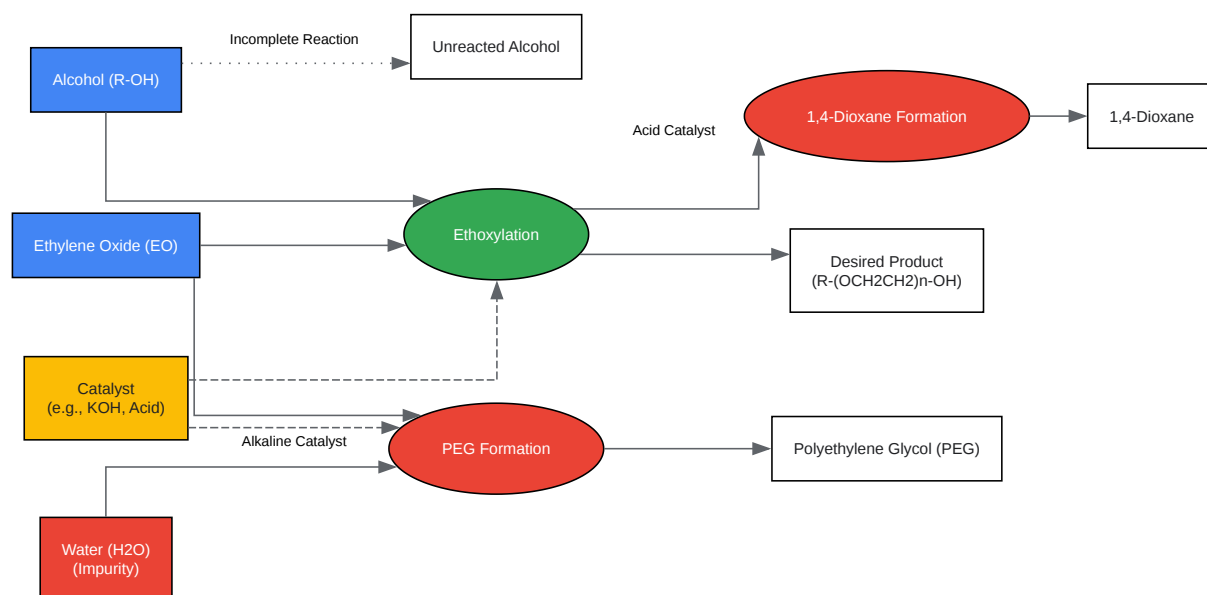 Incomplete Reaction
Unreacted Alcohol
Alcohol (R-OH)
1,4-Dioxane Formation
1,4-Dioxane
Acid Catalyst
Ethoxylation
Ethylene Oxide (EO)
Desired Product
(R-(OCH2CH2)n-OH)
Catalyst
(e.g., KOH, Acid)
Alkaline Catalyst
PEG Formation
Polyethylene Glycol (PEG)
Water (H2O)
(Impurity)